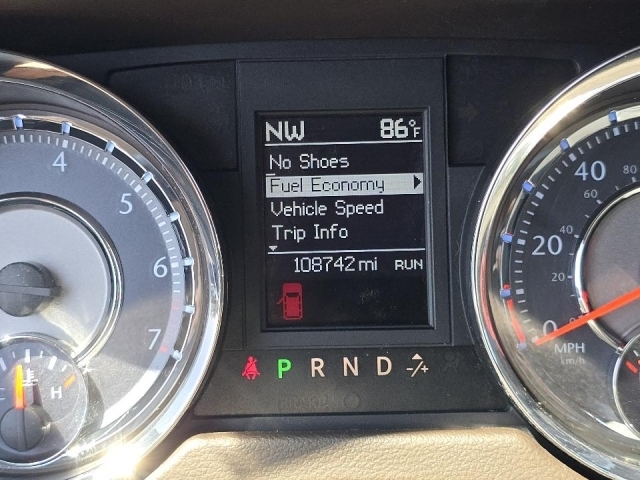 NW 86°F
No Shoes
Fuel Economy
Vehicle Speed
Trip Info
108742 mi RUN
P R N D -/+
4
5
6
7
H
40
20
0
80
60
40
20
MPH
km/h